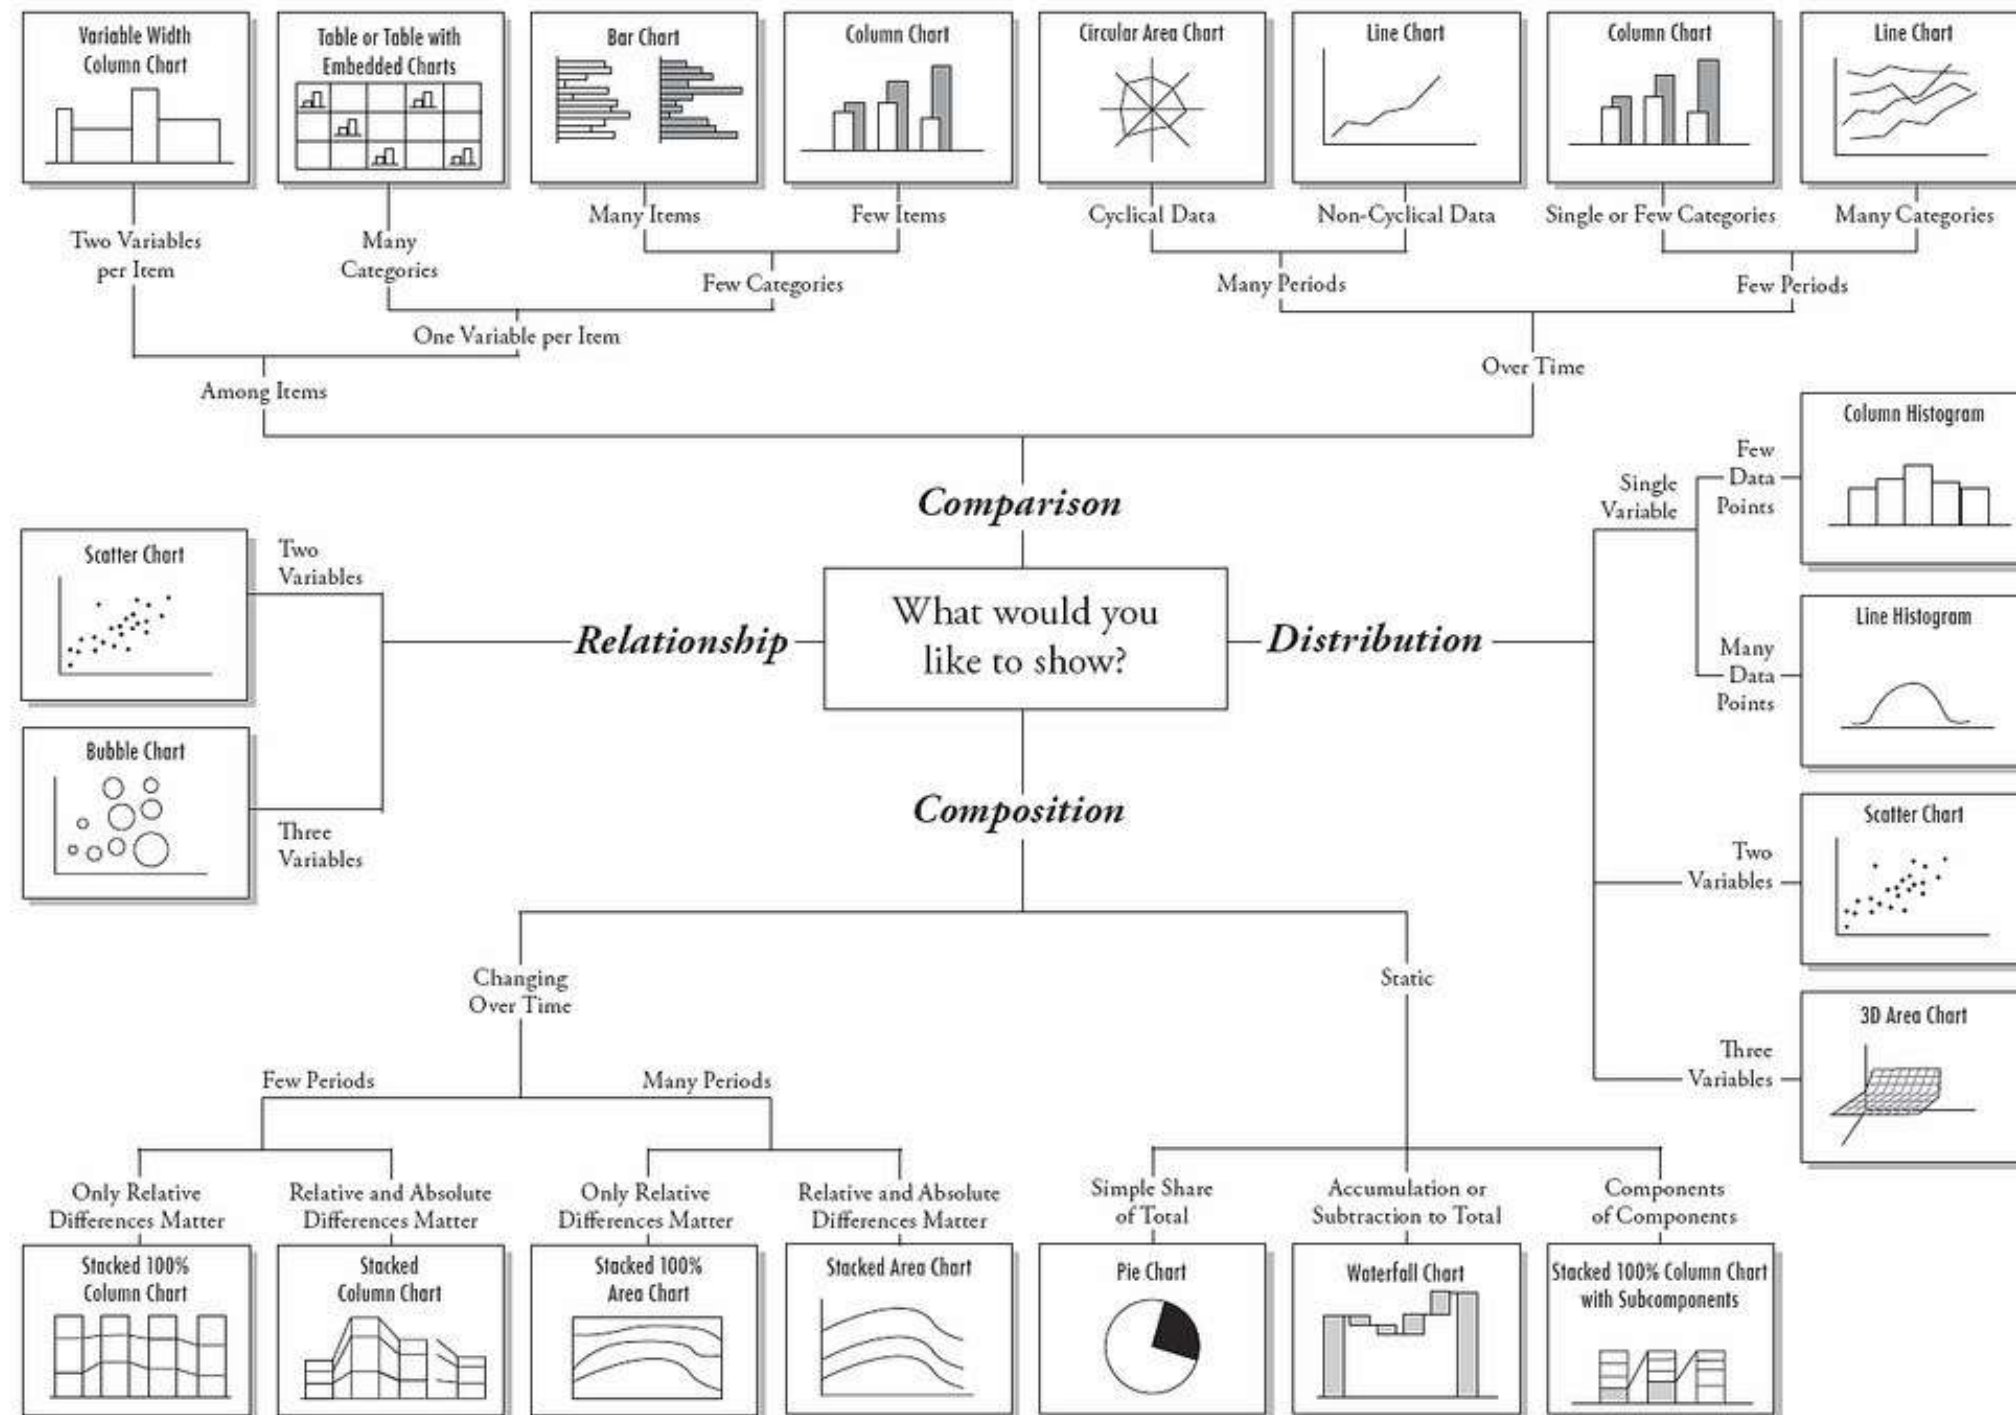 Variable Width
Column Chart
Table or Table with
Embedded Charts
Bar Chart
Column Chart
Circular Area Chart
Line Chart
Column Chart
Line Chart
Two Variables
per Item
Many
Categories
Many Items
Few Items
Cyclical Data
Non-Cyclical Data
Single or Few Categories
Many Categories
Few Categories
Many Periods
Few Periods
One Variable per Item
Over Time
Among Items
Comparison
What would you
like to show?
Relationship
Two
Variables
Scatter Chart
Three
Variables
Bubble Chart
Distribution
Single
Variable
Few
Data
Points
Column Histogram
Many
Data
Points
Line Histogram
Two
Variables
Scatter Chart
Three
Variables
3D Area Chart
Composition
Changing
Over Time
Static
Few Periods
Many Periods
Only Relative
Differences Matter
Relative and Absolute
Differences Matter
Only Relative
Differences Matter
Relative and Absolute
Differences Matter
Simple Share
of Total
Accumulation or
Subtraction to Total
Components
of Components
Stacked 100%
Column Chart
Stacked
Column Chart
Stacked 100%
Area Chart
Stacked Area Chart
Pie Chart
Waterfall Chart
Stacked 100% Column Chart
with Subcomponents